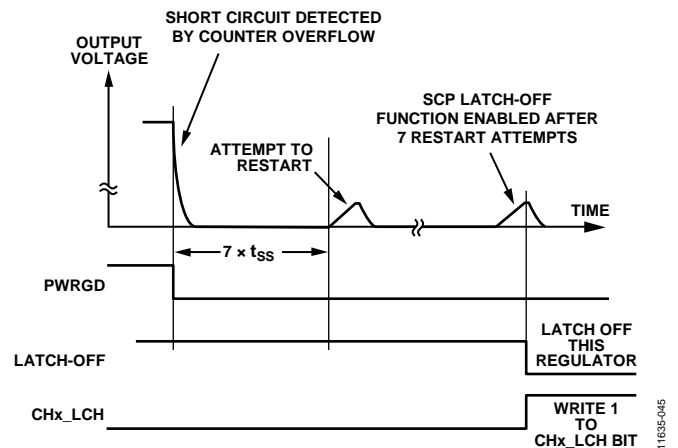 SHORT CIRCUIT DETECTED
BY COUNTER OVERFLOW
OUTPUT
VOLTAGE
SCP LATCH-OFF
FUNCTION ENABLED AFTER
7 RESTART ATTEMPTS
ATTEMPT TO
RESTART
TIME
7 × tSS
PWRGD
LATCH-OFF
LATCH OFF
THIS
REGULATOR
CHx_LCH
WRITE 1
TO
CHx_LCH BIT
11635-045